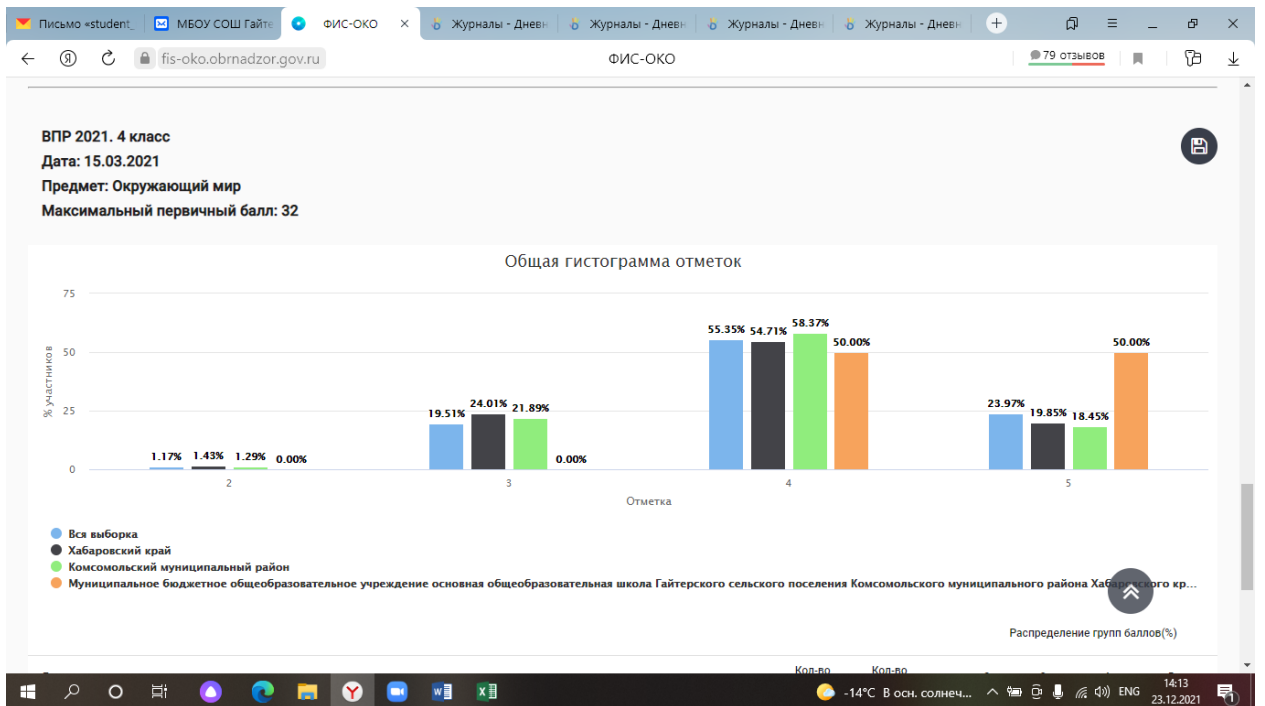 Письмо «student_
МБОУ СОШ Гайте
ФИС-ОКО
Журналы - Дневн
Журналы - Дневн
Журналы - Дневн
Журналы - Дневн
fis-oko.obrnadzor.gov.ru
ФИС-ОКО
79 отзывов
ВПР 2021. 4 класс
Дата: 15.03.2021
Предмет: Окружающий мир
Максимальный первичный балл: 32
Общая гистограмма отметок
% участников
75
50
25
0
1.17% 1.43% 1.29% 0.00%
19.51% 24.01% 21.89% 0.00%
55.35% 54.71% 58.37% 50.00%
23.97% 19.85% 18.45% 50.00%
2 3 4 5
Отметка
Вся выборка
Хабаровский край
Комсомольский муниципальный район
Муниципальное бюджетное общеобразовательное учреждение основная общеобразовательная школа Гайтерского сельского поселения Комсомольского муниципального района Хабаровского кр...
Распределение групп баллов(%)
Кол-во Кол-во
-14°C В осн. солнеч...
ENG
14:13
23.12.2021